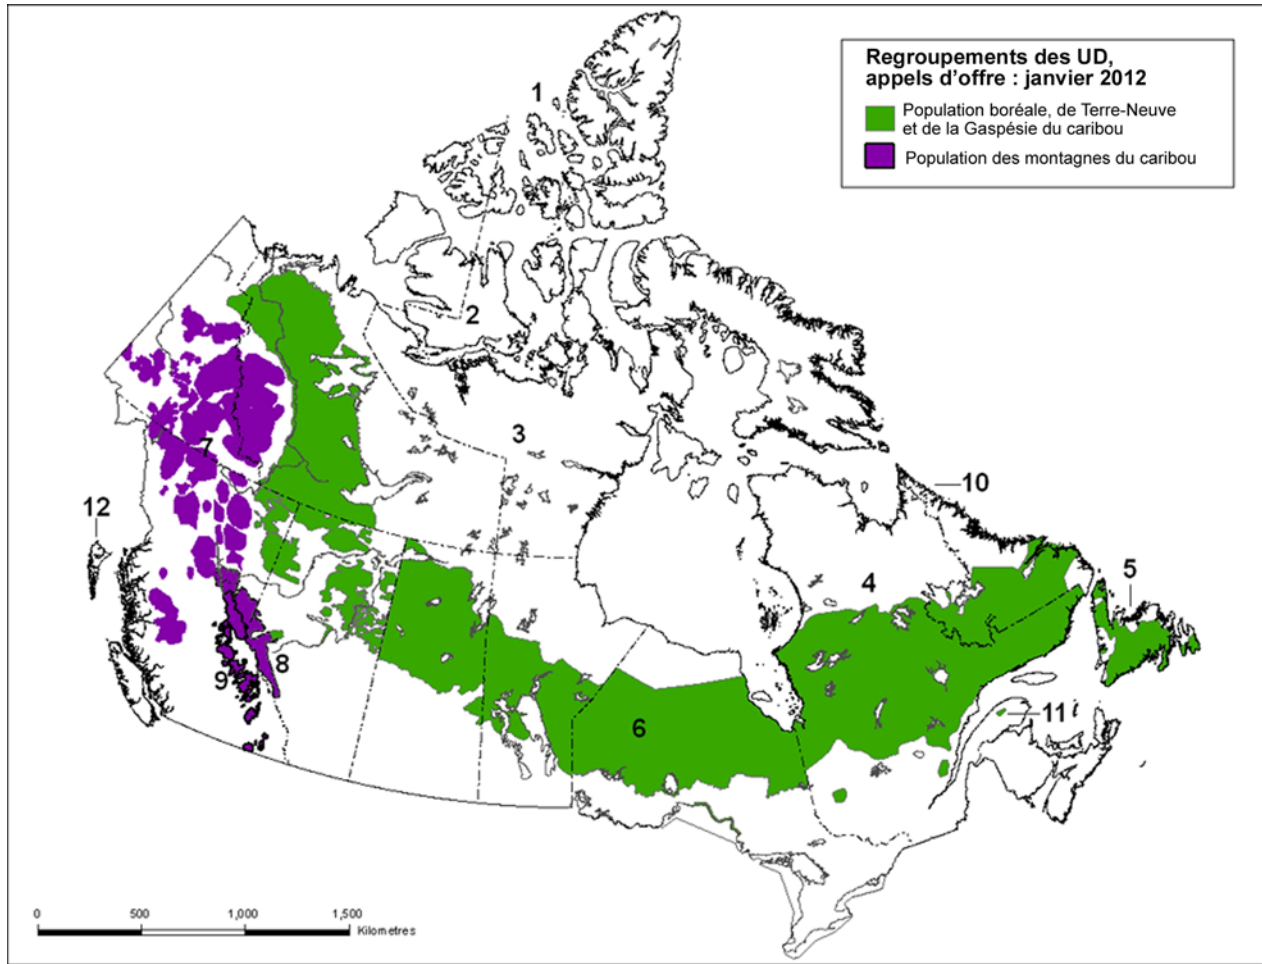 Regroupements des UD,
appels d'offre : janvier 2012
Population boréale, de Terre-Neuve
et de la Gaspésie du caribou
Population des montagnes du caribou
1
2
3
10
7
12
4
5
8
9
6
11
0 500 1,000 1,500
Kilometres